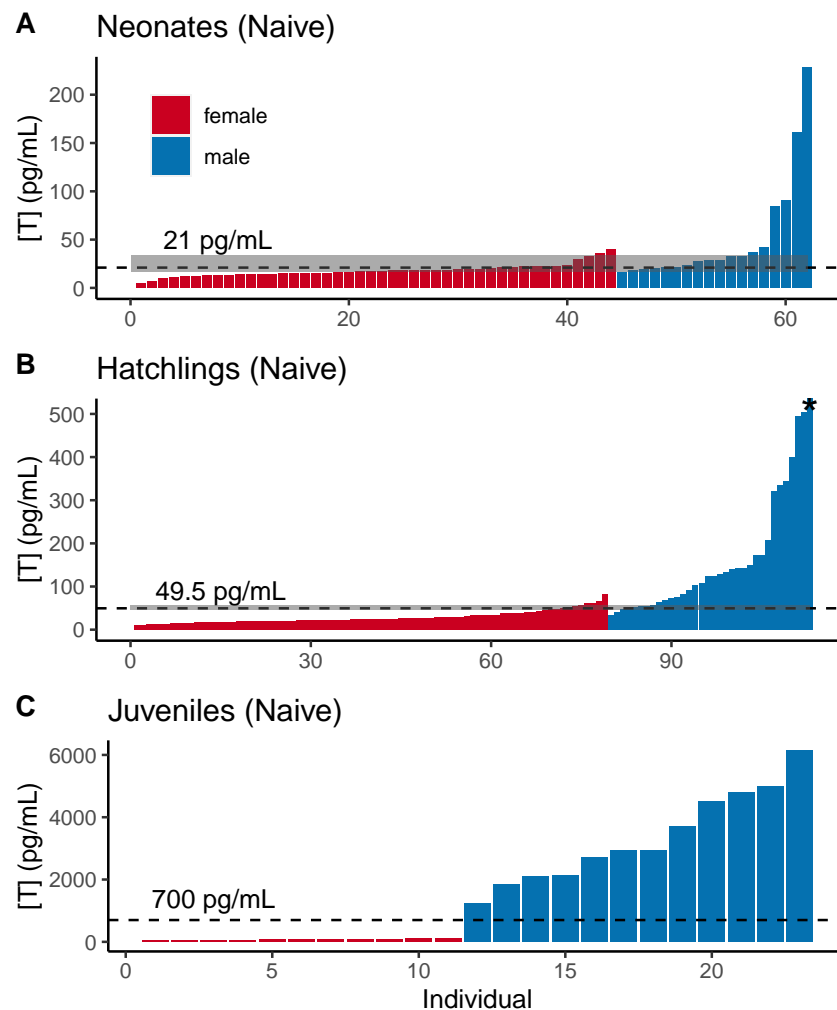 A Neonates (Naive)
[T] (pg/mL)
200
150
100
50
0
female
male
21 pg/mL
0 20 40 60
B Hatchlings (Naive)
[T] (pg/mL)
500
400
300
200
100
0
*
49.5 pg/mL
0 30 60 90
C Juveniles (Naive)
[T] (pg/mL)
6000
4000
2000
0
700 pg/mL
0 5 10 15 20
Individual